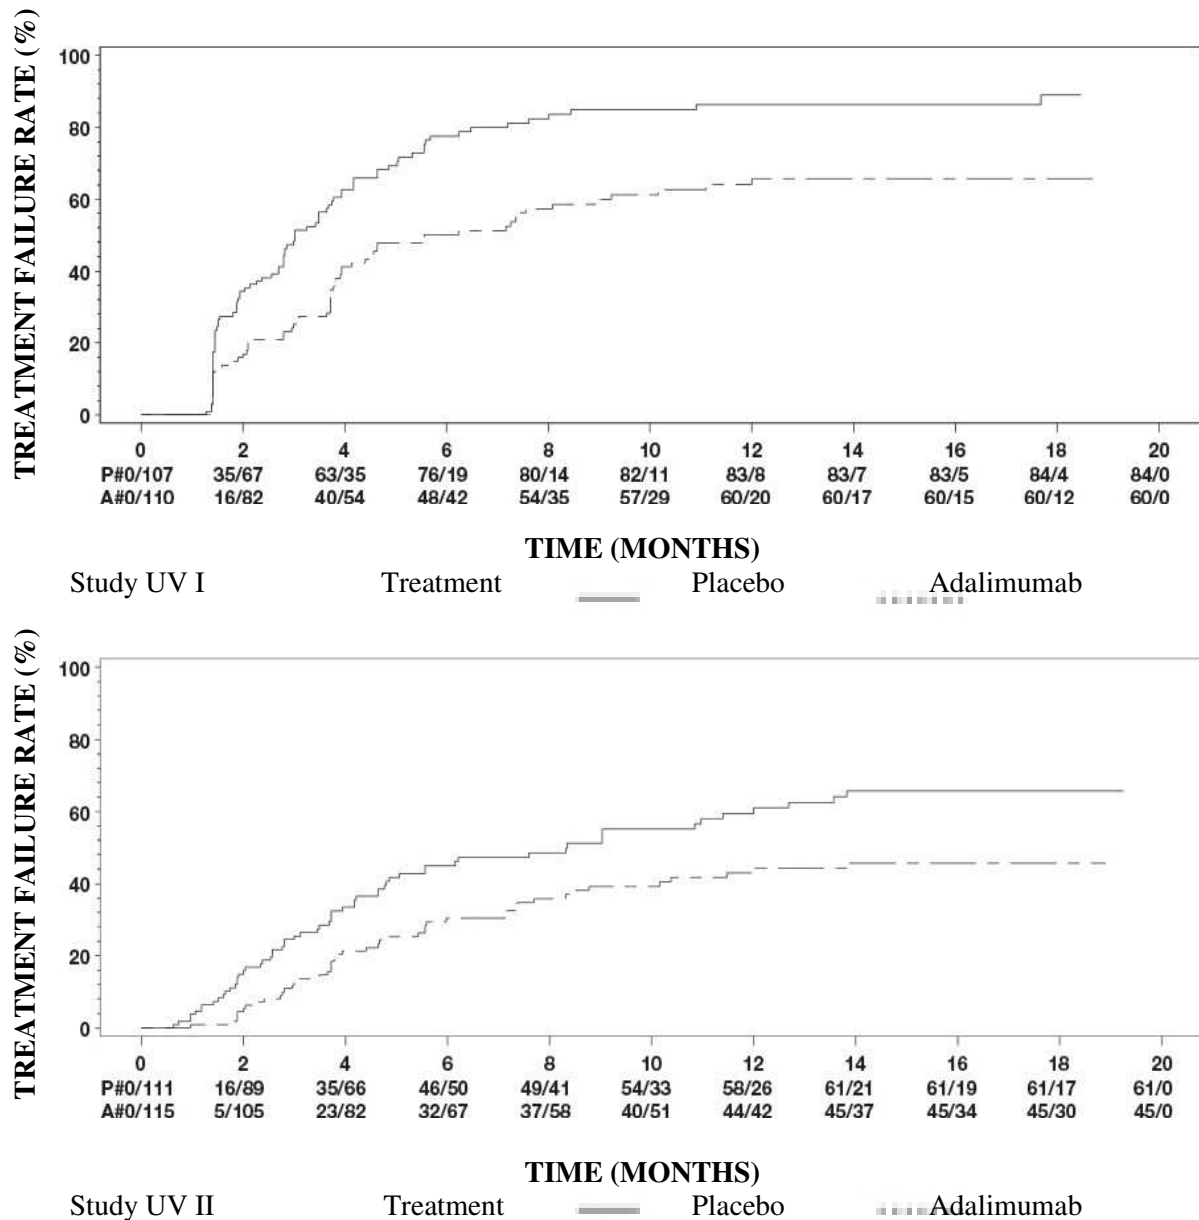 TREATMENT FAILURE RATE (%)
100
80
60
40
20
0
0 2 4 6 8 10 12 14 16 18 20
P#0/107 35/67 63/35 76/19 80/14 82/11 83/8 83/7 83/5 84/4 84/0
A#0/110 16/82 40/54 48/42 54/35 57/29 60/20 60/17 60/15 60/12 60/0
TIME (MONTHS)
Study UV I Treatment Placebo Adalimumab
TREATMENT FAILURE RATE (%)
100
80
60
40
20
0
0 2 4 6 8 10 12 14 16 18 20
P#0/111 16/89 35/66 46/50 49/41 54/33 58/26 61/21 61/19 61/17 61/0
A#0/115 5/105 23/82 32/67 37/58 40/51 44/42 45/37 45/34 45/30 45/0
TIME (MONTHS)
Study UV II Treatment Placebo Adalimumab